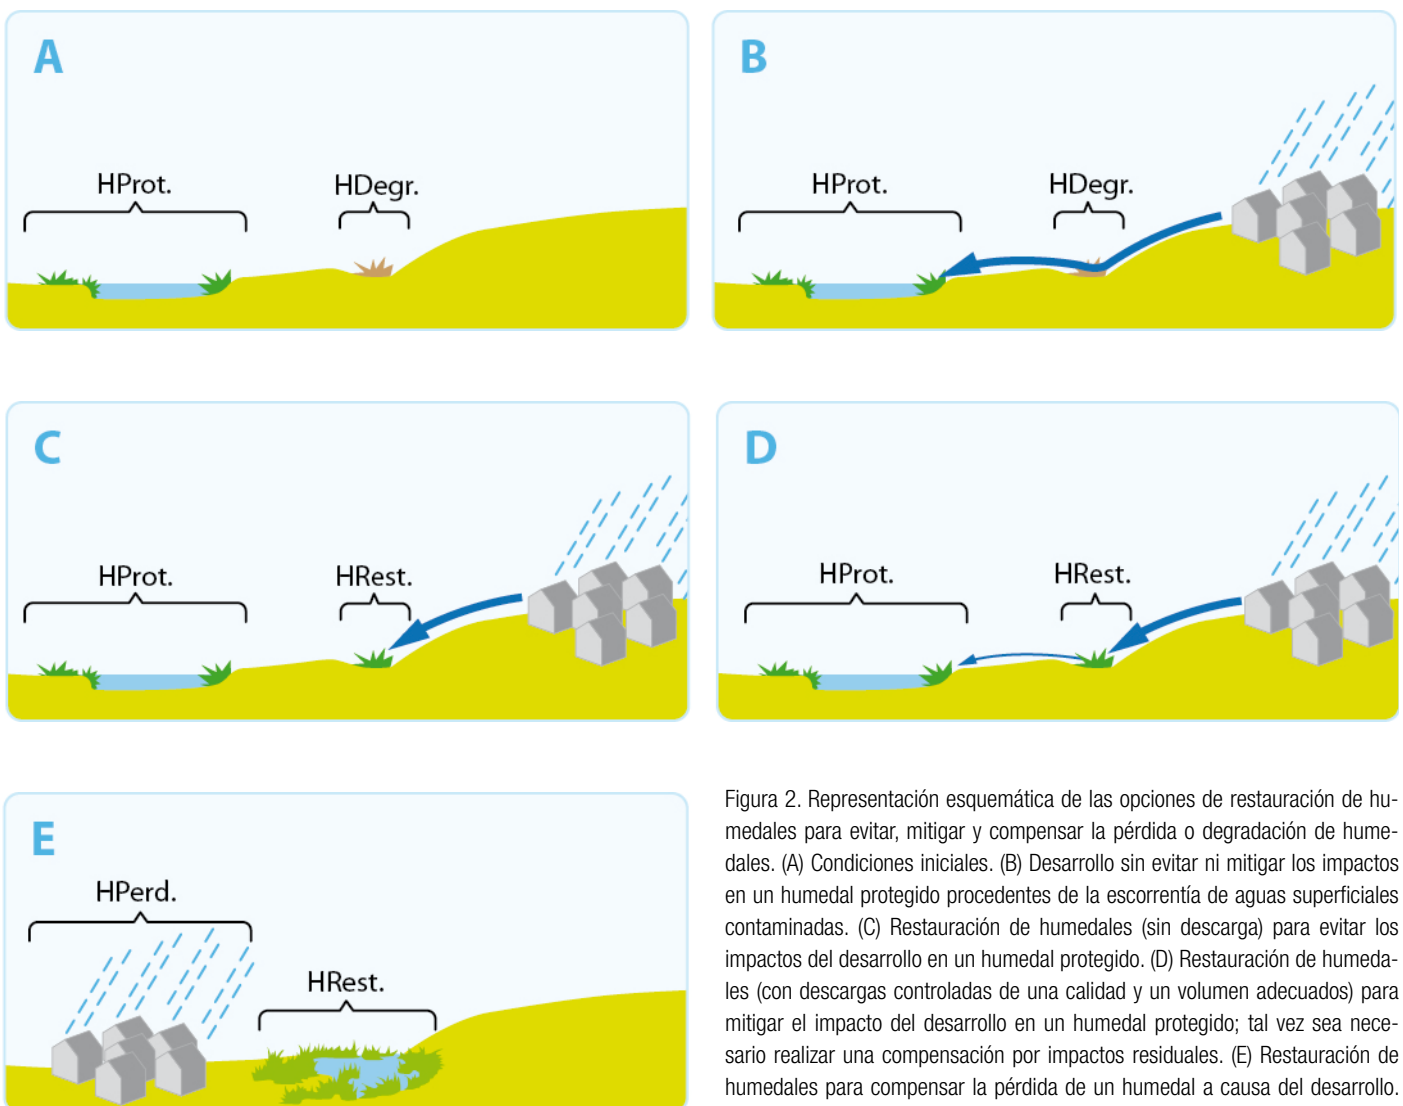 A
HProt.
HDegr.
B
HProt.
HDegr.
C
HProt.
HRest.
D
HProt.
HRest.
E
HPerd.
HRest.
Figura 2. Representación esquemática de las opciones de restauración de hu-
medales para evitar, mitigar y compensar la pérdida o degradación de hume-
dales. (A) Condiciones iniciales. (B) Desarrollo sin evitar ni mitigar los impactos
en un humedal protegido procedentes de la escorrentía de aguas superficiales
contaminadas. (C) Restauración de humedales (sin descarga) para evitar los
impactos del desarrollo en un humedal protegido. (D) Restauración de humeda-
les (con descargas controladas de una calidad y un volumen adecuados) para
mitigar el impacto del desarrollo en un humedal protegido; tal vez sea nece-
sario realizar una compensación por impactos residuales. (E) Restauración de
humedales para compensar la pérdida de un humedal a causa del desarrollo.